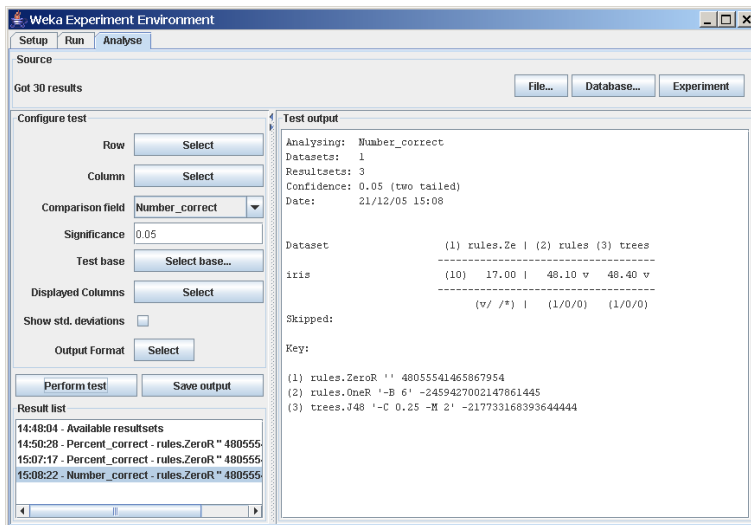 Weka Experiment Environment
Setup Run Analyse
Source
Got 30 results
File... Database... Experiment
Configure test
Row Select
Column Select
Comparison field Number_correct
Significance 0.05
Test base Select base...
Displayed Columns Select
Show std. deviations
Output Format Select
Perform test Save output
Result list
14:48:04 - Available resultsets
14:50:28 - Percent_correct - rules.ZeroR '' 480555
15:07:17 - Percent_correct - rules.ZeroR '' 480555
15:08:22 - Number_correct - rules.ZeroR '' 480555
Test output
Analysing: Number_correct
Datasets: 1
Resultsets: 3
Confidence: 0.05 (two tailed)
Date: 21/12/05 15:08
Dataset (1) rules.Ze | (2) rules (3) trees
------------------------------------
iris (10) 17.00 | 48.10 v 48.40 v
------------------------------------
(v/ /*) | (1/0/0) (1/0/0)
Skipped:
Key:
(1) rules.ZeroR '' 48055541465867954
(2) rules.OneR '-B 6' -2459427002147861445
(3) trees.J48 '-C 0.25 -M 2' -217733168393644444